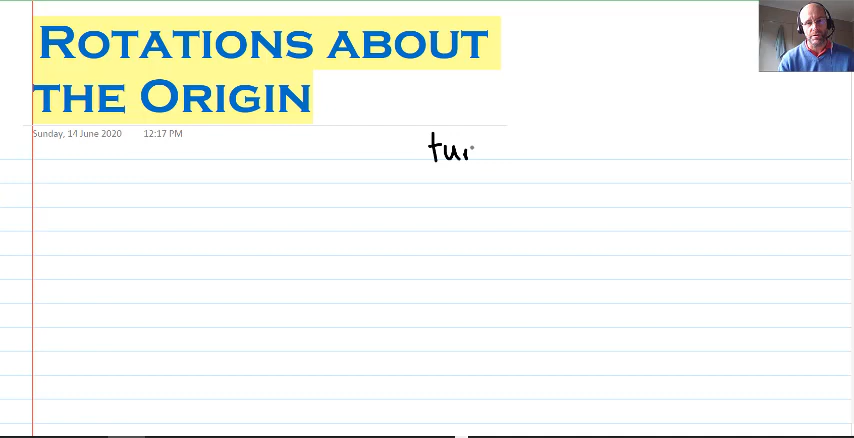 ROTATIONS ABOUT
THE ORIGIN
Sunday, 14 June 2020 12:17 PM
tur